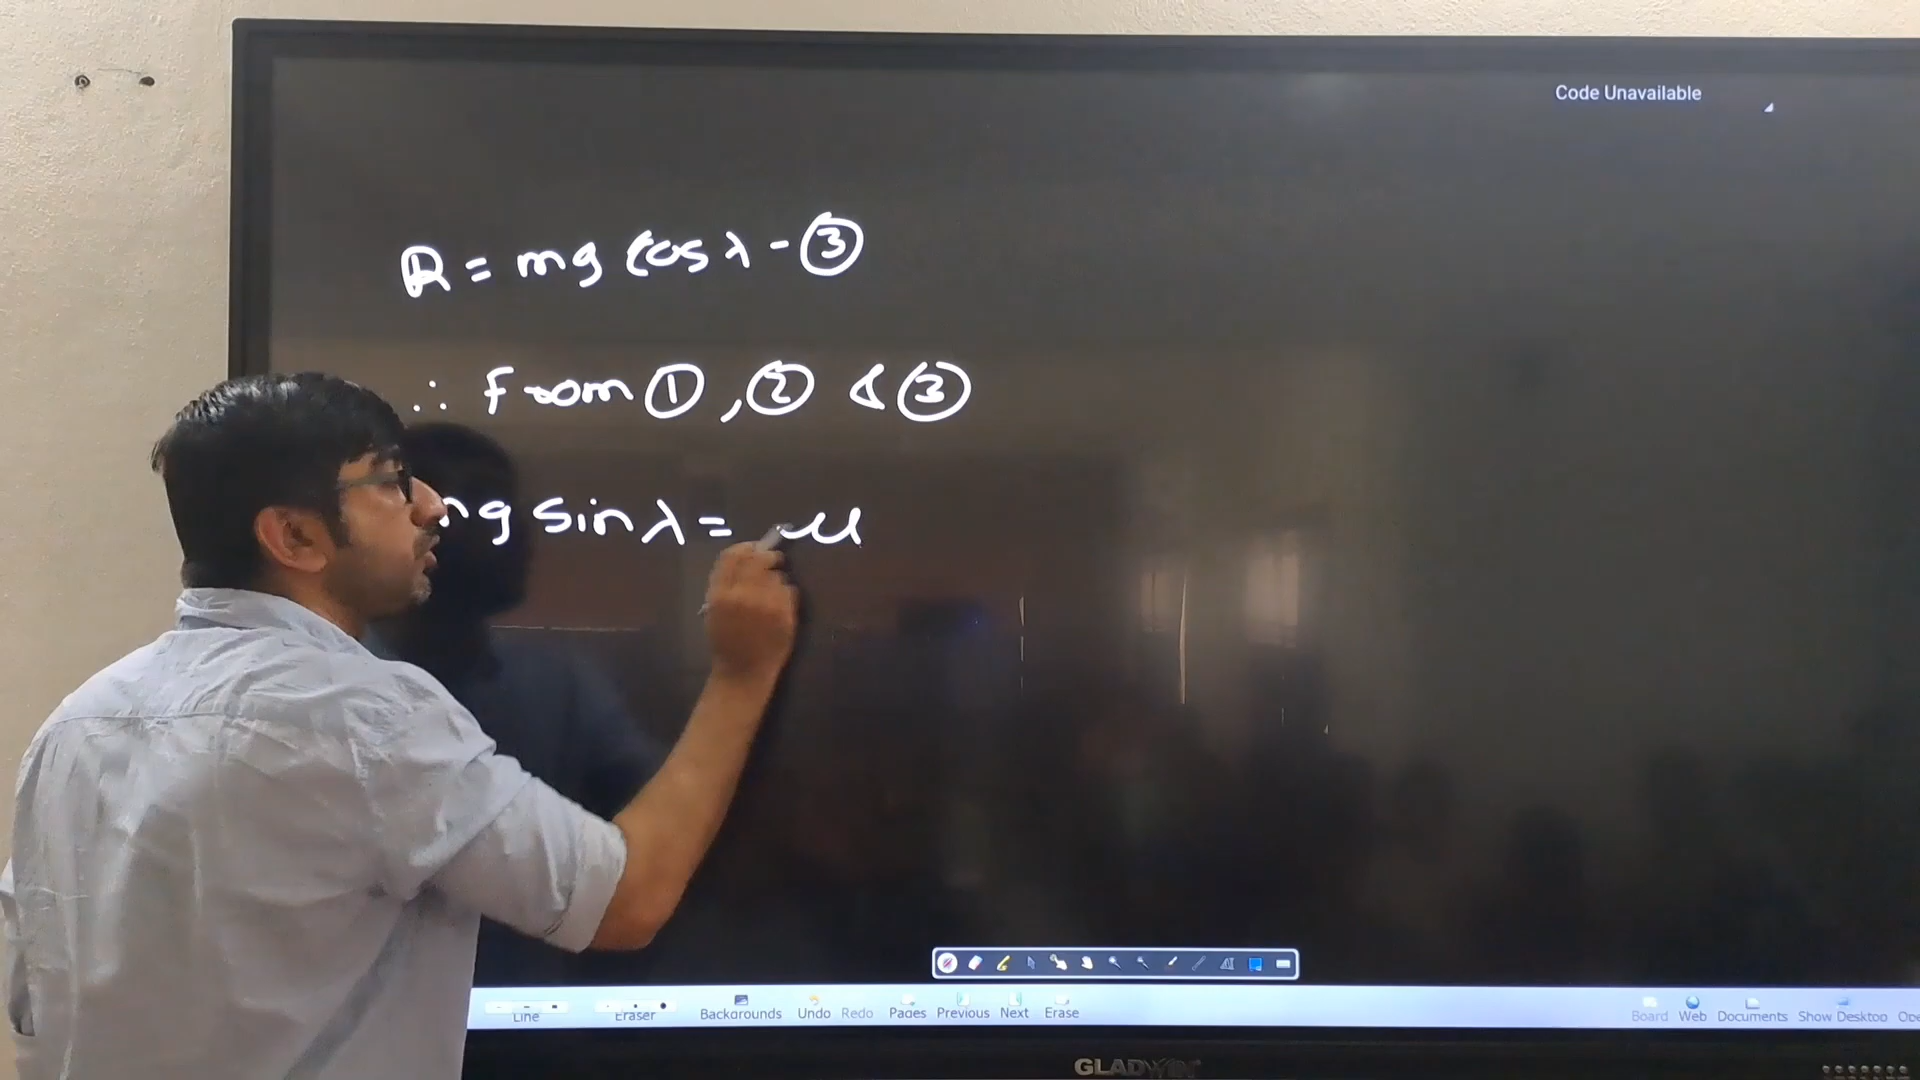 Code Unavailable
R = mg cos λ - ③
∴ from ①, ② & ③
mg sin λ = μ
Line Eraser Backgrounds Undo Redo Pages Previous Next Erase Board Web Documents Show Desktop